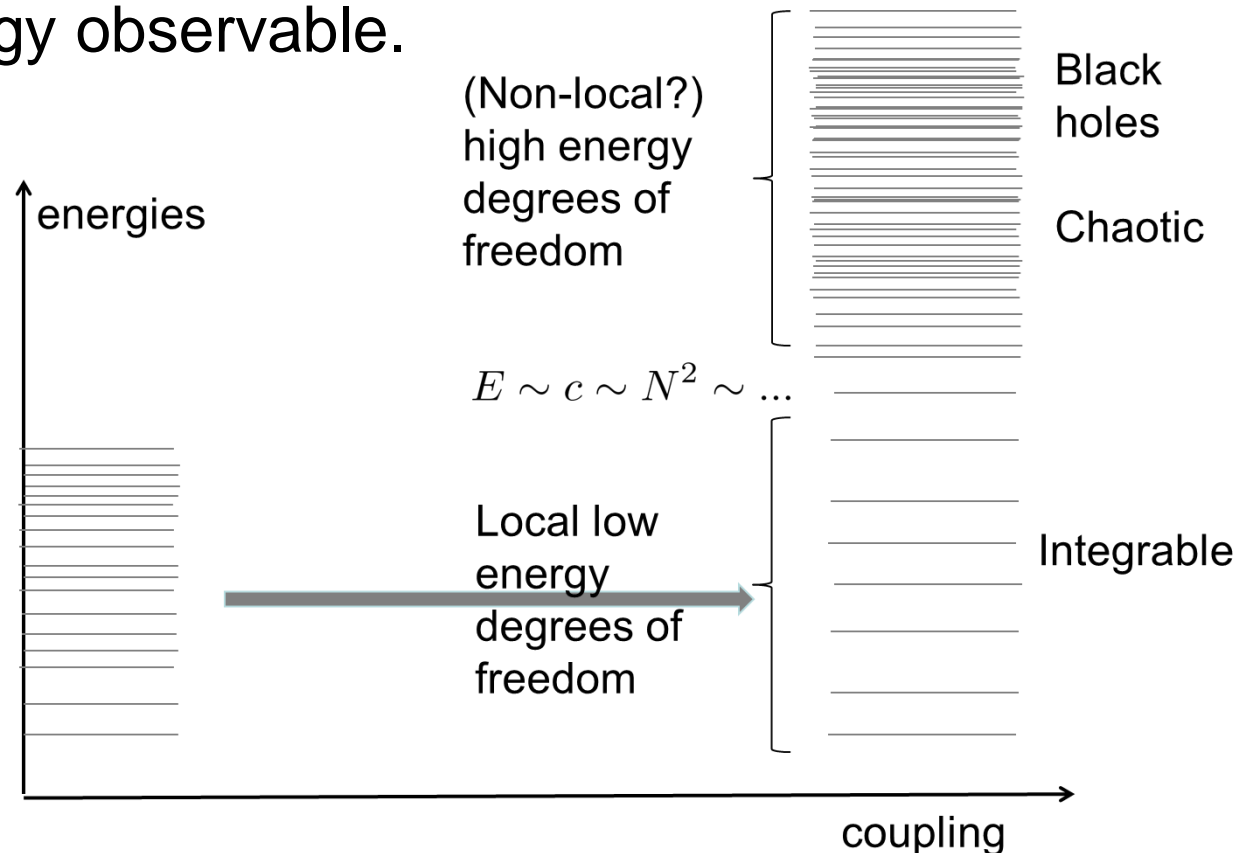 gy observable.
(Non-local?)
high energy
degrees of
freedom
Black
holes
energies
Chaotic
E ∼ c ∼ N² ∼ ...
Local low
energy
degrees of
freedom
Integrable
coupling